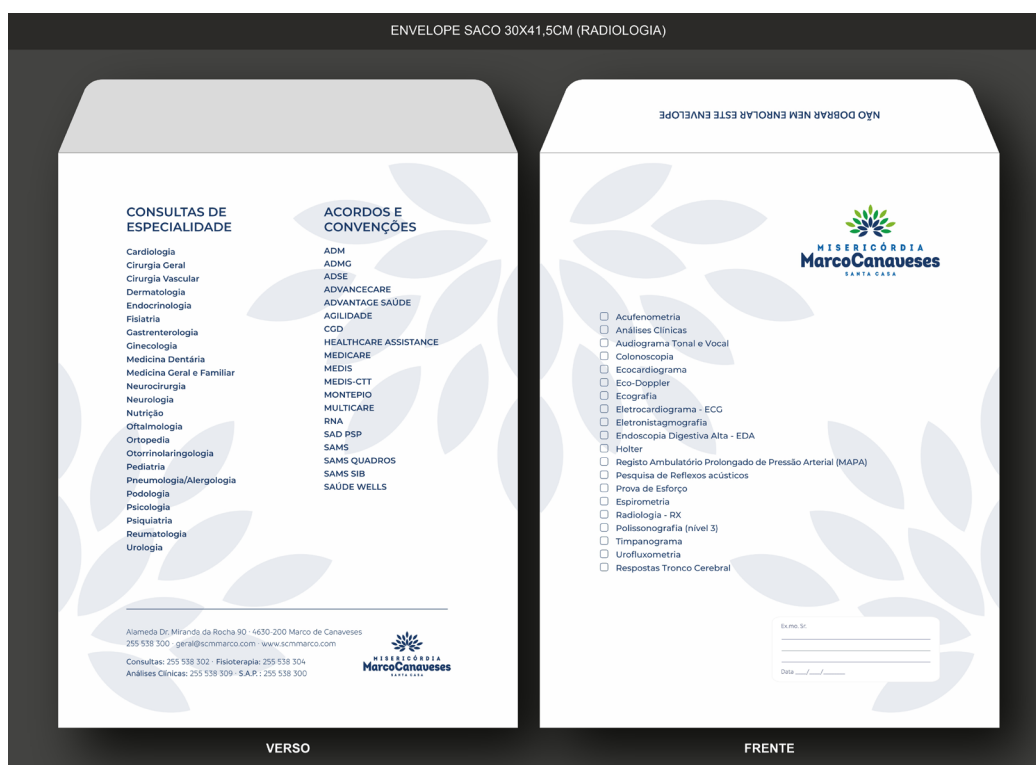 ENVELOPE SACO 30X41,5CM (RADIOLOGIA)
CONSULTAS DE
ESPECIALIDADE
Cardiologia
Cirurgia Geral
Cirurgia Vascular
Dermatologia
Endocrinologia
Fisiatria
Gastrenterologia
Ginecologia
Medicina Dentária
Medicina Geral e Familiar
Neurocirurgia
Neurologia
Nutrição
Oftalmologia
Ortopedia
Otorrinolaringologia
Pediatria
Pneumologia/Alergologia
Podologia
Psicologia
Psiquiatria
Reumatologia
Urologia
ACORDOS E
CONVENÇÕES
ADM
ADMG
ADSE
ADVANCECARE
ADVANTAGE SAÚDE
AGILIDADE
CGD
HEALTHCARE ASSISTANCE
MEDICARE
MEDIS
MEDIS-CTT
MONTEPIO
MULTICARE
RNA
SAD PSP
SAMS
SAMS QUADROS
SAMS SIB
SAÚDE WELLS
Alameda Dr. Miranda da Rocha 90 · 4630-200 Marco de Canaveses
255 538 300 · geral@scmmarco.com · www.scmmarco.com
Consultas: 255 538 302 · Fisioterapia: 255 538 304
Análises Clínicas: 255 538 309 · S.A.P. : 255 538 300
MISERICÓRDIA
MarcoCanaveses
SANTA CASA
VERSO
NÃO DOBRAR NEM ENROLAR ESTE ENVELOPE
MISERICÓRDIA
MarcoCanaveses
SANTA CASA
Acufenometria
Análises Clínicas
Audiograma Tonal e Vocal
Colonoscopia
Ecocardiograma
Eco-Doppler
Ecografia
Eletrocardiograma - ECG
Eletronistagmografia
Endoscopia Digestiva Alta - EDA
Holter
Registo Ambulatório Prolongado de Pressão Arterial (MAPA)
Pesquisa de Reflexos acústicos
Prova de Esforço
Espirometria
Radiologia - RX
Polissonografia (nível 3)
Timpanograma
Urofluxometria
Respostas Tronco Cerebral
Ex.mo. Sr.
Data ___/___/______
FRENTE